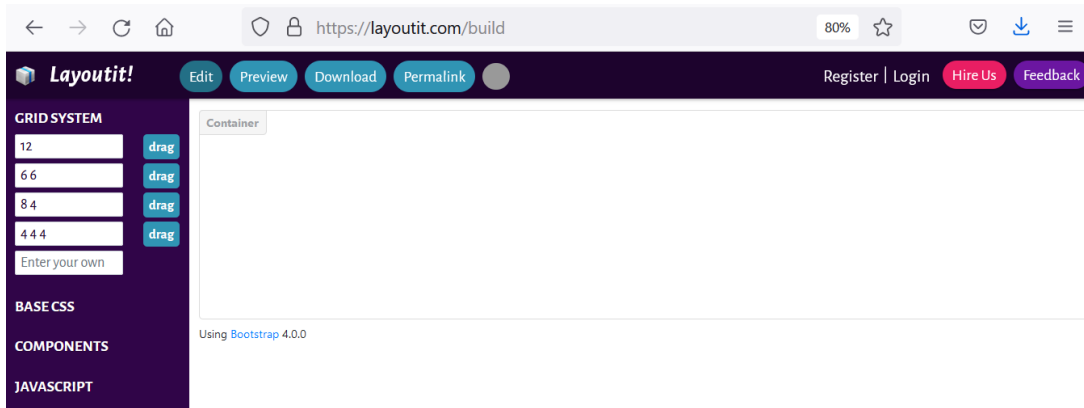 https://layoutit.com/build 80%
Layoutit! Edit Preview Download Permalink Register | Login Hire Us Feedback
GRID SYSTEM
12 drag
6 6 drag
8 4 drag
4 4 4 drag
Enter your own
BASE CSS
COMPONENTS
JAVASCRIPT
Container
Using Bootstrap 4.0.0